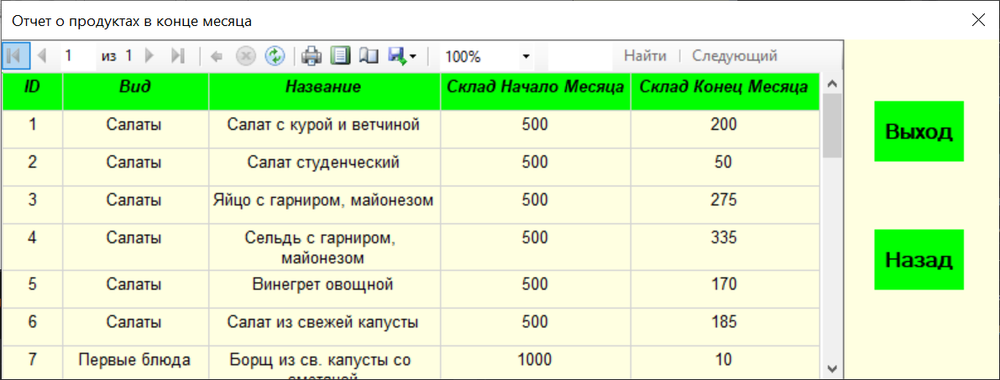 Отчет о продуктах в конце месяца
1 из 1 100% Найти | Следующий
ID Вид Название Склад Начало Месяца Склад Конец Месяца
1 Салаты Салат с курой и ветчиной 500 200
2 Салаты Салат студенческий 500 50
3 Салаты Яйцо с гарниром, майонезом 500 275
4 Салаты Сельдь с гарниром, 500 335
майонезом
5 Салаты Винегрет овощной 500 170
6 Салаты Салат из свежей капусты 500 185
7 Первые блюда Борщ из св. капусты со 1000 10
сметаной
Выход
Назад